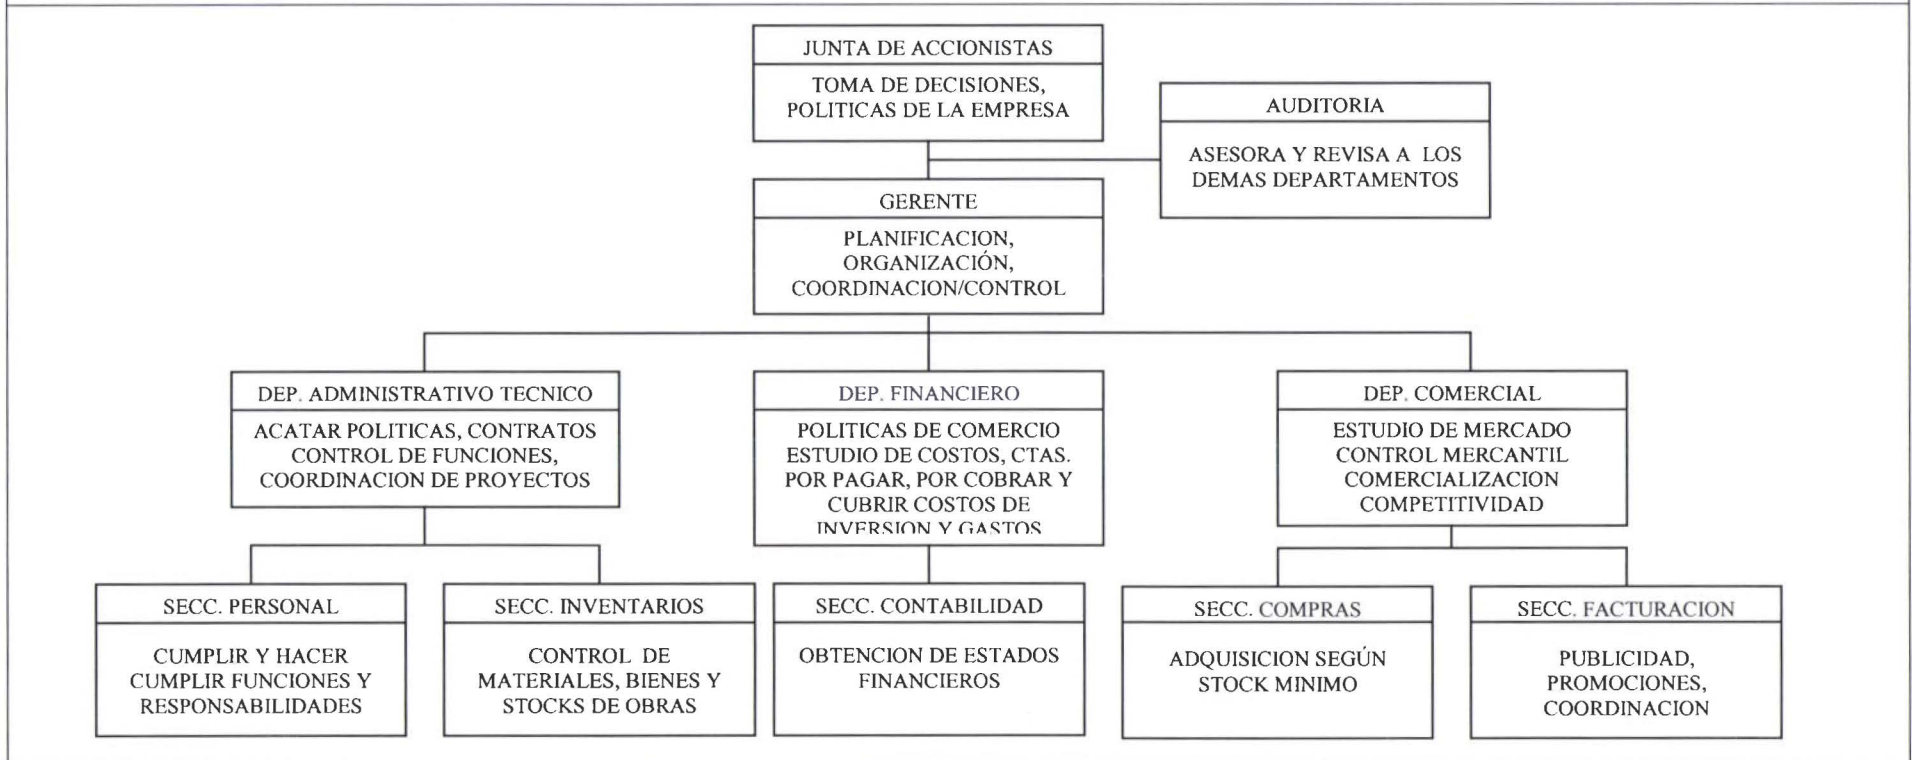 JUNTA DE ACCIONISTAS
TOMA DE DECISIONES,
POLITICAS DE LA EMPRESA
AUDITORIA
ASESORA Y REVISA A LOS
DEMAS DEPARTAMENTOS
GERENTE
PLANIFICACION,
ORGANIZACIÓN,
COORDINACION/CONTROL
DEP. ADMINISTRATIVO TECNICO
ACATAR POLITICAS, CONTRATOS
CONTROL DE FUNCIONES,
COORDINACION DE PROYECTOS
DEP. FINANCIERO
POLITICAS DE COMERCIO
ESTUDIO DE COSTOS, CTAS.
POR PAGAR, POR COBRAR Y
CUBRIR COSTOS DE
INVERSION Y GASTOS
DEP. COMERCIAL
ESTUDIO DE MERCADO
CONTROL MERCANTIL
COMERCIALIZACION
COMPETITIVIDAD
SECC. PERSONAL
CUMPLIR Y HACER
CUMPLIR FUNCIONES Y
RESPONSABILIDADES
SECC. INVENTARIOS
CONTROL DE
MATERIALES, BIENES Y
STOCKS DE OBRAS
SECC. CONTABILIDAD
OBTENCION DE ESTADOS
FINANCIEROS
SECC. COMPRAS
ADQUISICION SEGÚN
STOCK MINIMO
SECC. FACTURACION
PUBLICIDAD,
PROMOCIONES,
COORDINACION